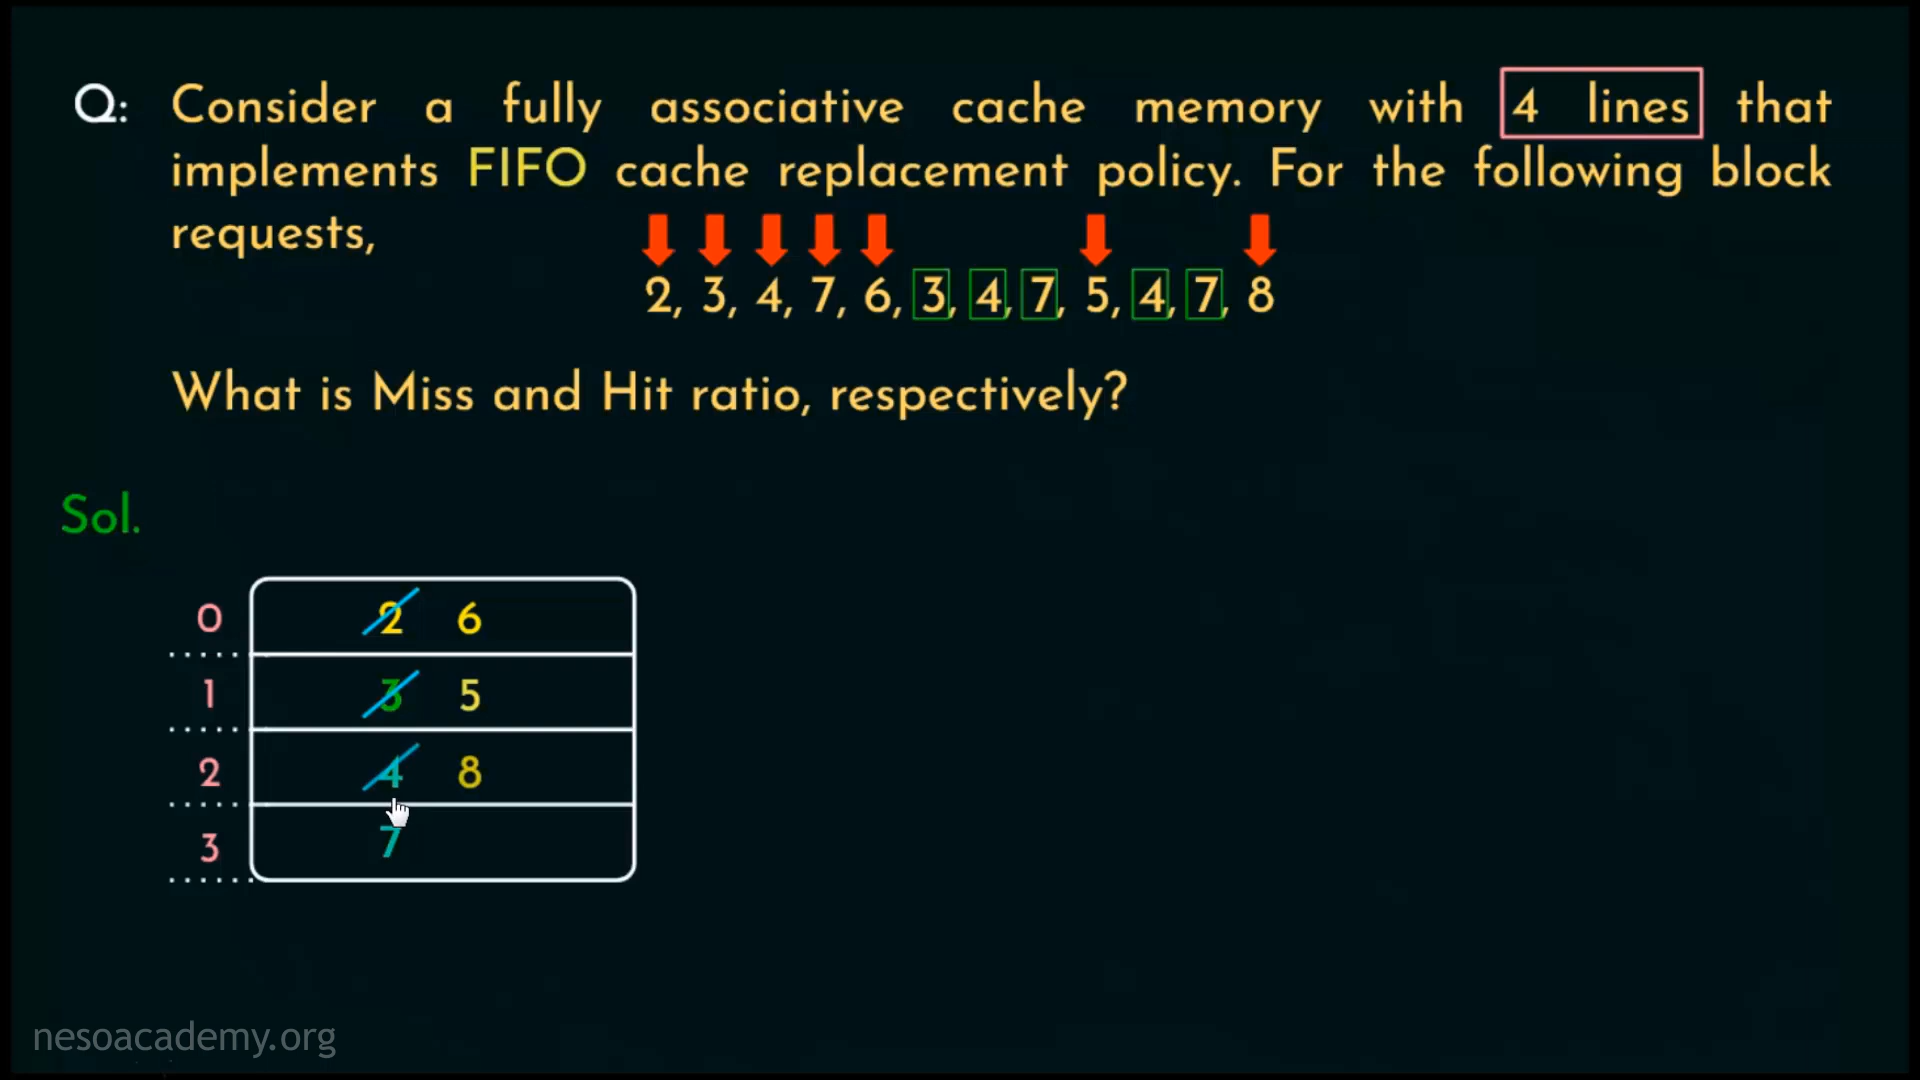 Q: Consider a fully associative cache memory with 4 lines that
implements FIFO cache replacement policy. For the following block
requests,
2, 3, 4, 7, 6, 3, 4, 7, 5, 4, 7, 8
What is Miss and Hit ratio, respectively?
Sol.
0 2 6
1 3 5
2 4 8
3 7
nesoacademy.org